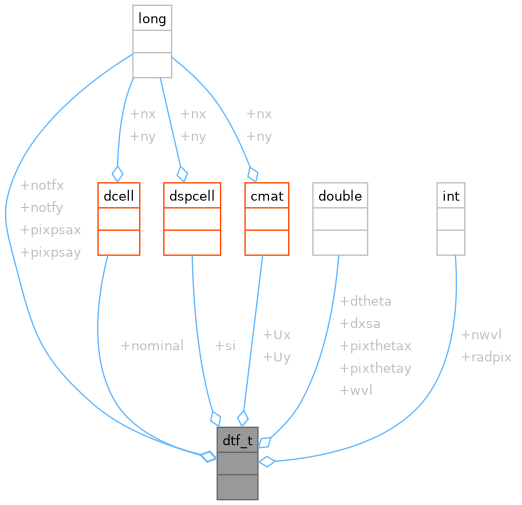 long
+nx
+ny
+nx
+ny
+nx
+ny
+notfx
+notfy
+pixpsax
+pixpsay
dcell
dspcell
cmat
double
int
+nominal
+si
+Ux
+Uy
+dtheta
+dxsa
+pixthetax
+pixthetay
+wvl
+nwvl
+radpix
dtf_t